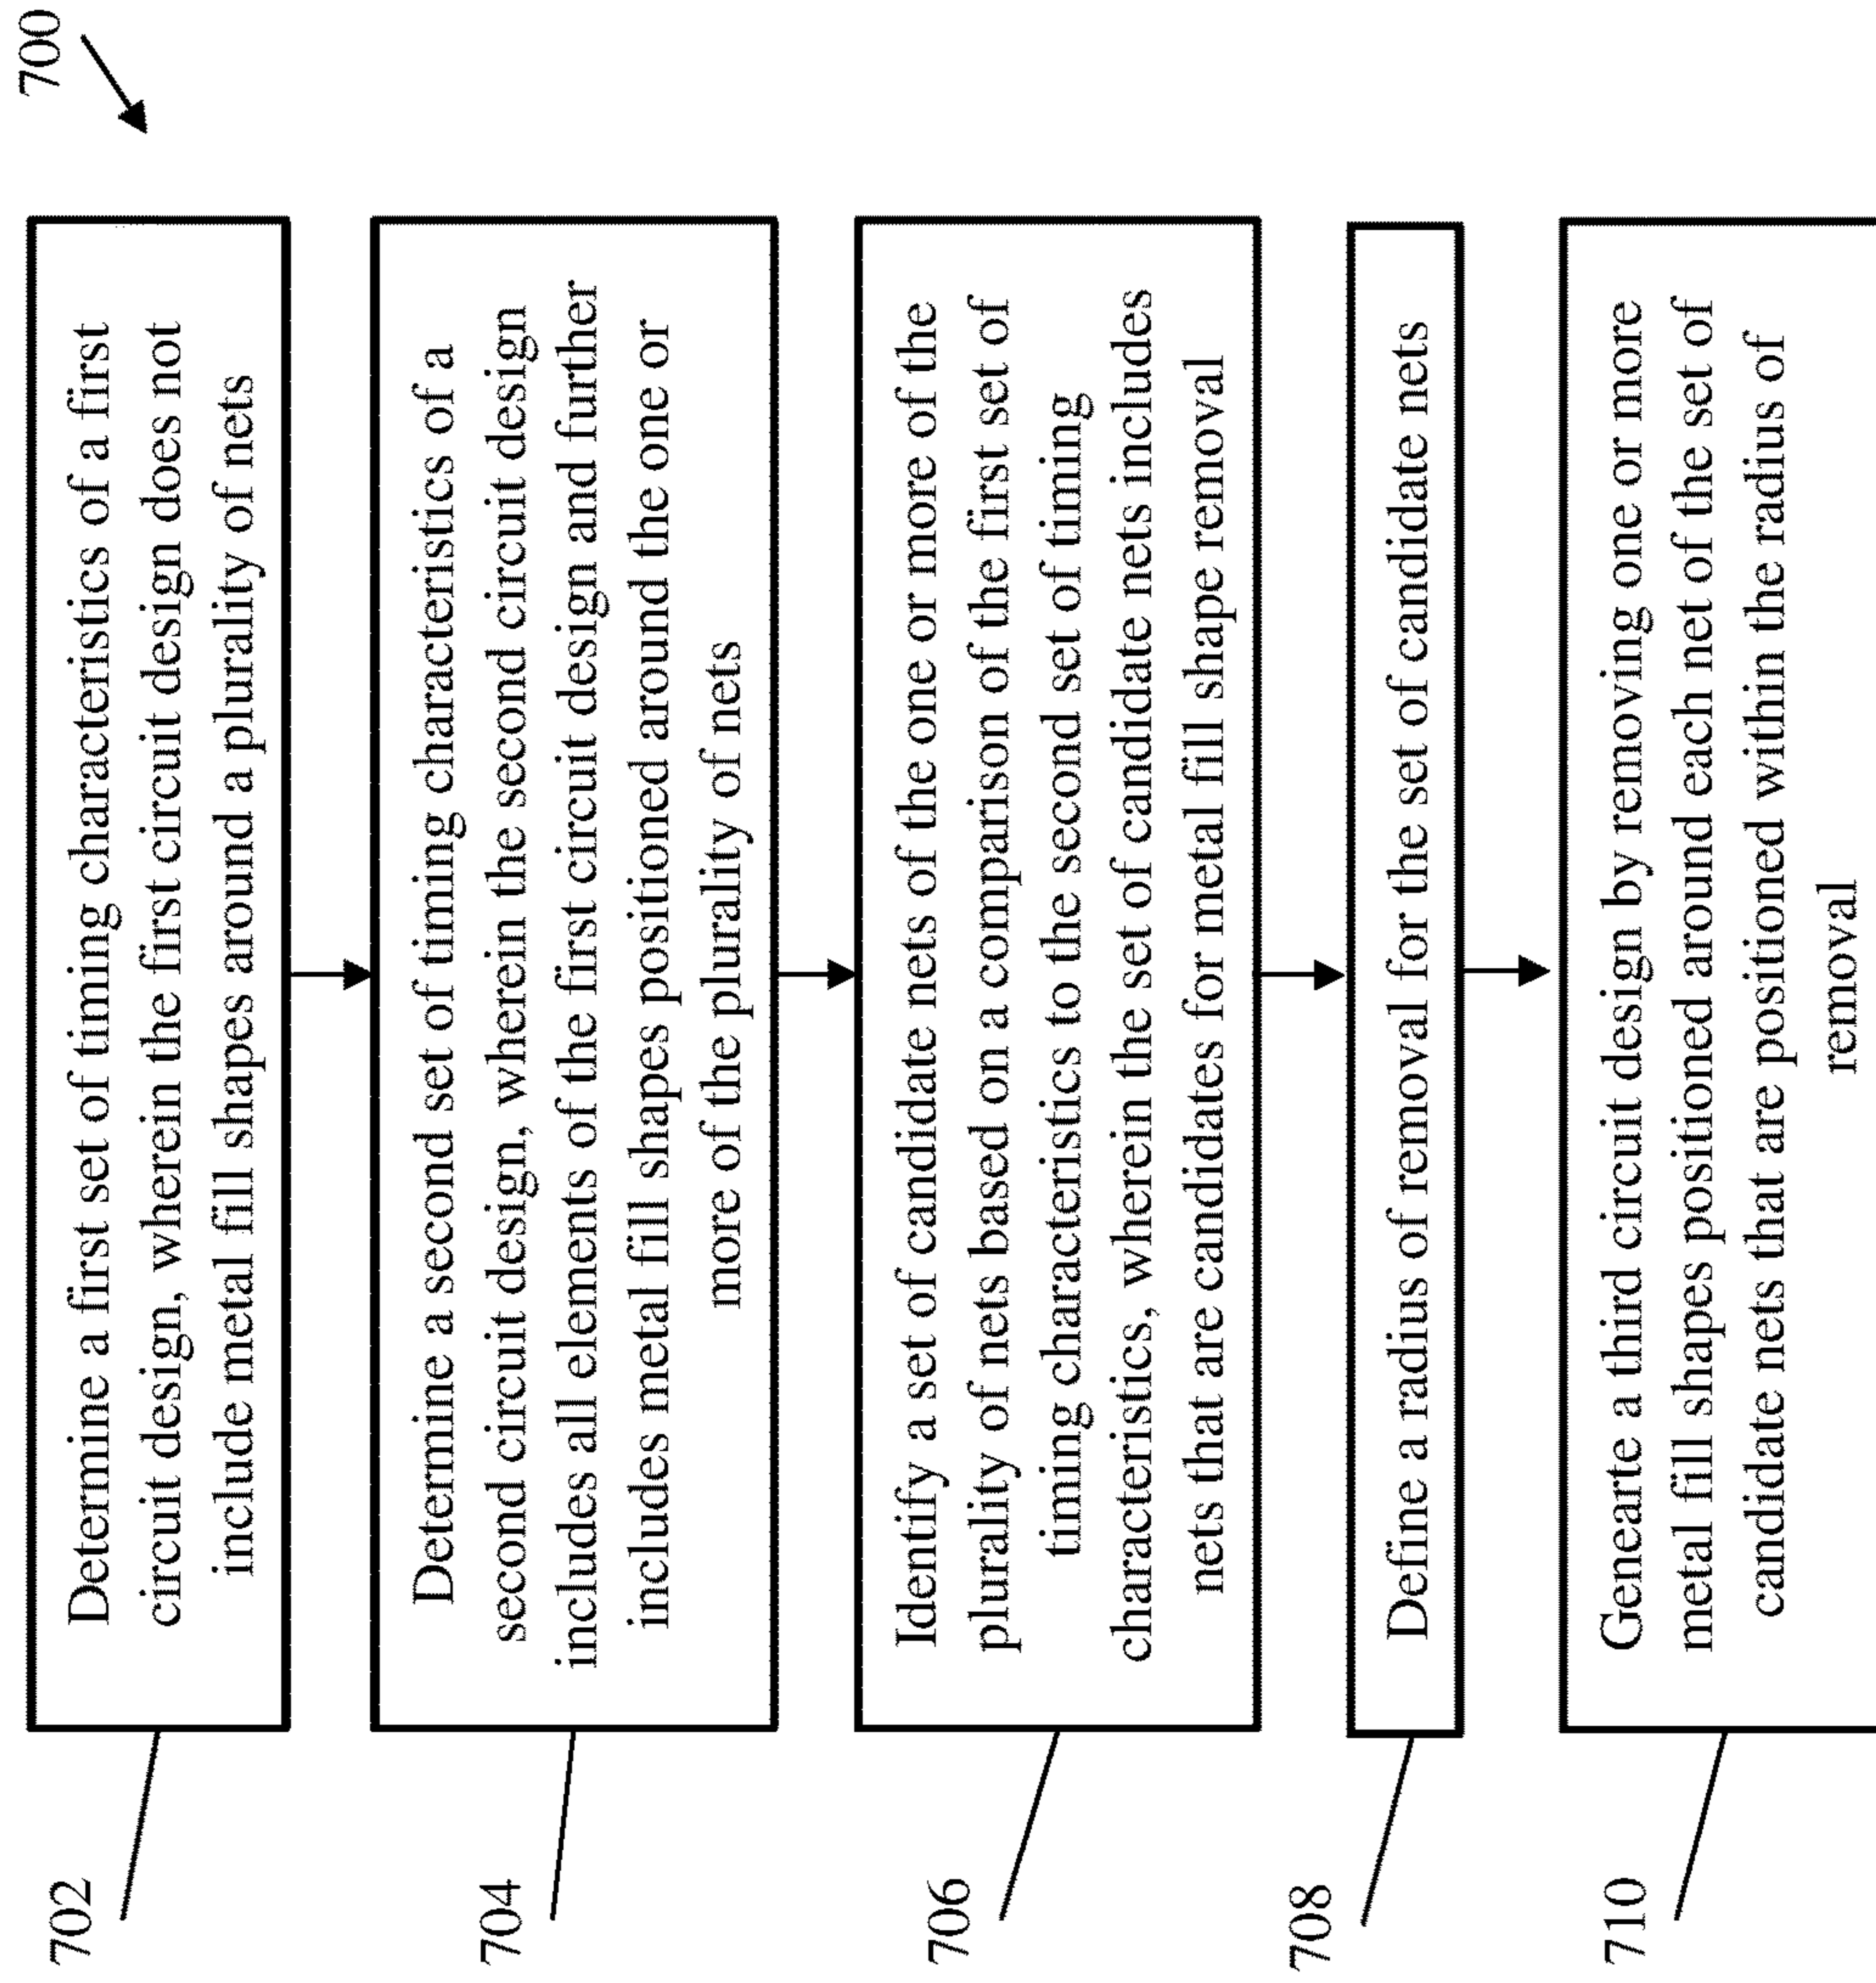 700
702
Determine a first set of timing characteristics of a first
circuit design, wherein the first circuit design does not
include metal fill shapes around a plurality of nets
704
Determine a second set of timing characteristics of a
second circuit design, wherein the second circuit design
includes all elements of the first circuit design and further
includes metal fill shapes positioned around the one or
more of the plurality of nets
706
Identify a set of candidate nets of the one or more of the
plurality of nets based on a comparison of the first set of
timing characteristics to the second set of timing
characteristics, wherein the set of candidate nets includes
nets that are candidates for metal fill shape removal
708
Define a radius of removal for the set of candidate nets
710
Genearte a third circuit design by removing one or more
metal fill shapes positioned around each net of the set of
candidate nets that are positioned within the radius of
removal